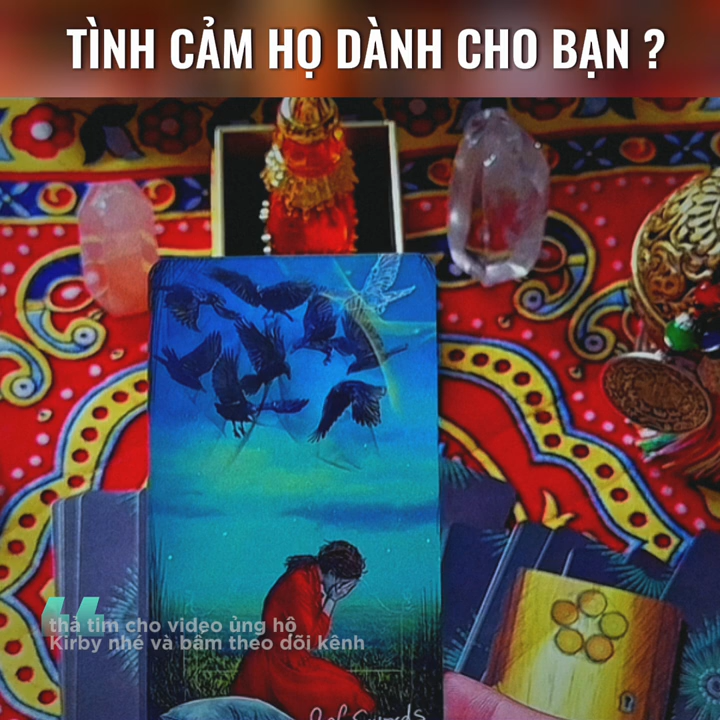 TÌNH CẢM HỌ DÀNH CHO BẠN ?
thả tim cho video ủng hộ
Kirby nhé và bấm theo dõi kênh